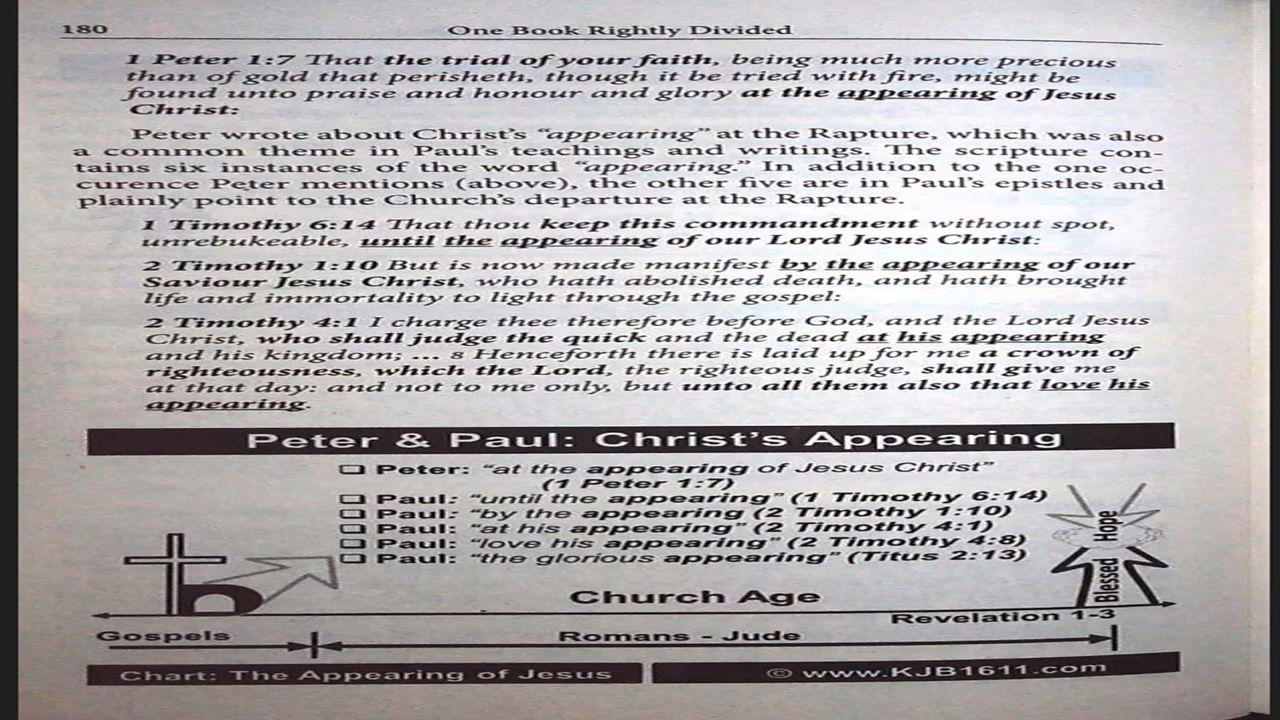 180
One Book Rightly Divided
1 Peter 1:7 That the trial of your faith, being much more precious
than of gold that perisheth, though it be tried with fire, might be
found unto praise and honour and glory at the appearing of Jesus
Christ:
Peter wrote about Christ's "appearing" at the Rapture, which was also
a common theme in Paul's teachings and writings. The scripture con-
tains six instances of the word "appearing." In addition to the one oc-
curence Peter mentions (above), the other five are in Paul's epistles and
plainly point to the Church's departure at the Rapture.
1 Timothy 6:14 That thou keep this commandment without spot,
unrebukeable, until the appearing of our Lord Jesus Christ:
2 Timothy 1:10 But is now made manifest by the appearing of our
Saviour Jesus Christ, who hath abolished death, and hath brought
life and immortality to light through the gospel:
2 Timothy 4:1 I charge thee therefore before God, and the Lord Jesus
Christ, who shall judge the quick and the dead at his appearing
and his kingdom; ... 8 Henceforth there is laid up for me a crown of
righteousness, which the Lord, the righteous judge, shall give me
at that day: and not to me only, but unto all them also that love his
appearing.
Peter & Paul: Christ's Appearing
Peter: "at the appearing of Jesus Christ"
(1 Peter 1:7)
Paul: "until the appearing" (1 Timothy 6:14)
Paul: "by the appearing (2 Timothy 1:10)
Paul: "at his appearing" (2 Timothy 4:1)
Paul: "love his appearing" (2 Timothy 4:8)
Paul: "the glorious appearing" (Titus 2:13)
Blessed Hope
Church Age
Revelation 1-3
Gospels
Romans - Jude
Chart: The Appearing of Jesus
© www.KJB1611.com